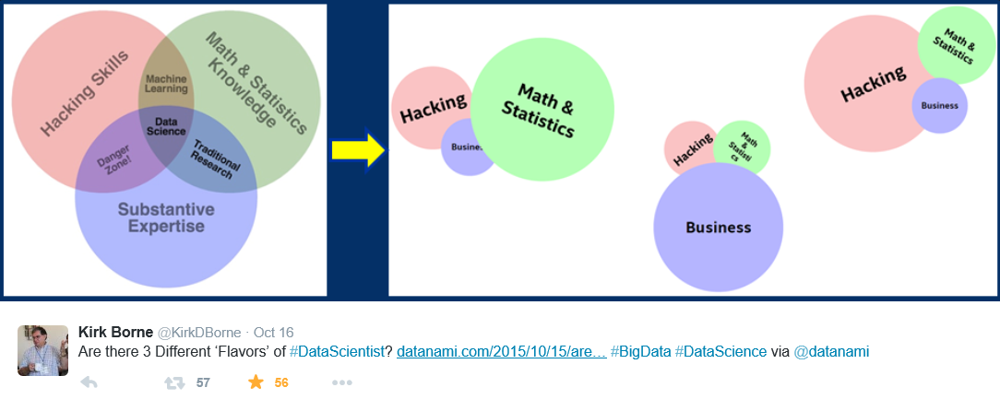 Hacking Skills
Math & Statistics
Knowledge
Machine
Learning
Data
Science
Danger
Zone!
Traditional
Research
Substantive
Expertise
Hacking
Math &
Statistics
Busines
Hacking
Math
&
Statisti
cs
Business
Hacking
Math &
Statistics
Business
Kirk Borne @KirkDBorne · Oct 16
Are there 3 Different ‘Flavors’ of #DataScientist? datanami.com/2015/10/15/are… #BigData #DataScience via @datanami
57 56